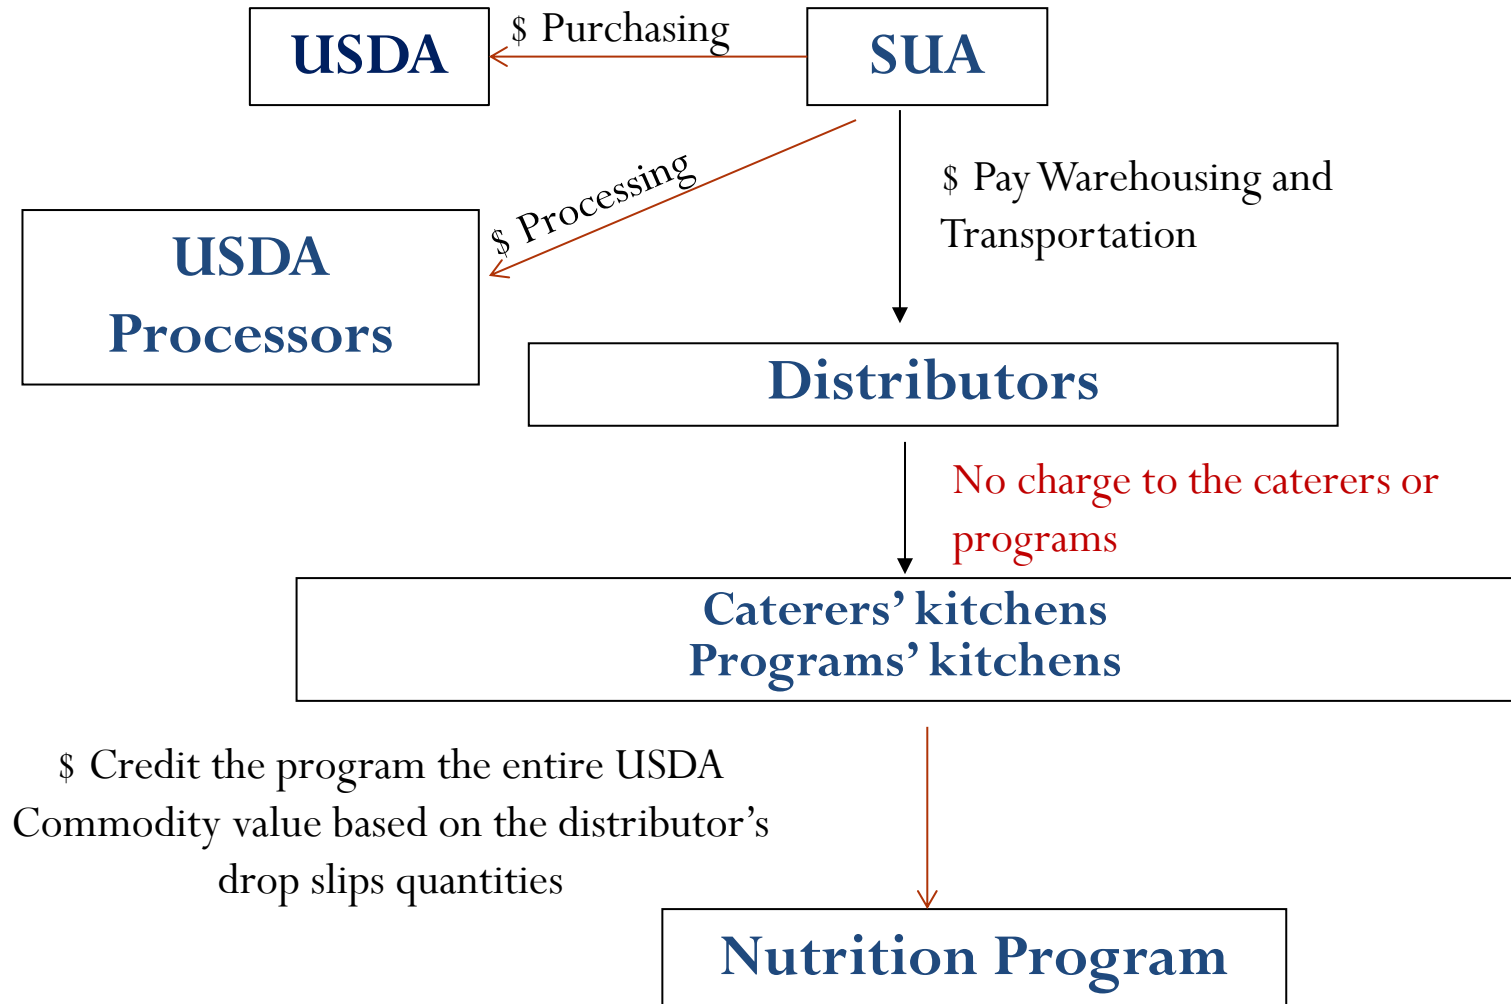 USDA
$ Purchasing
SUA
$ Processing
$ Pay Warehousing and
Transportation
USDA
Processors
Distributors
No charge to the caterers or
programs
Caterers’ kitchens
Programs’ kitchens
$ Credit the program the entire USDA
Commodity value based on the distributor’s
drop slips quantities
Nutrition Program